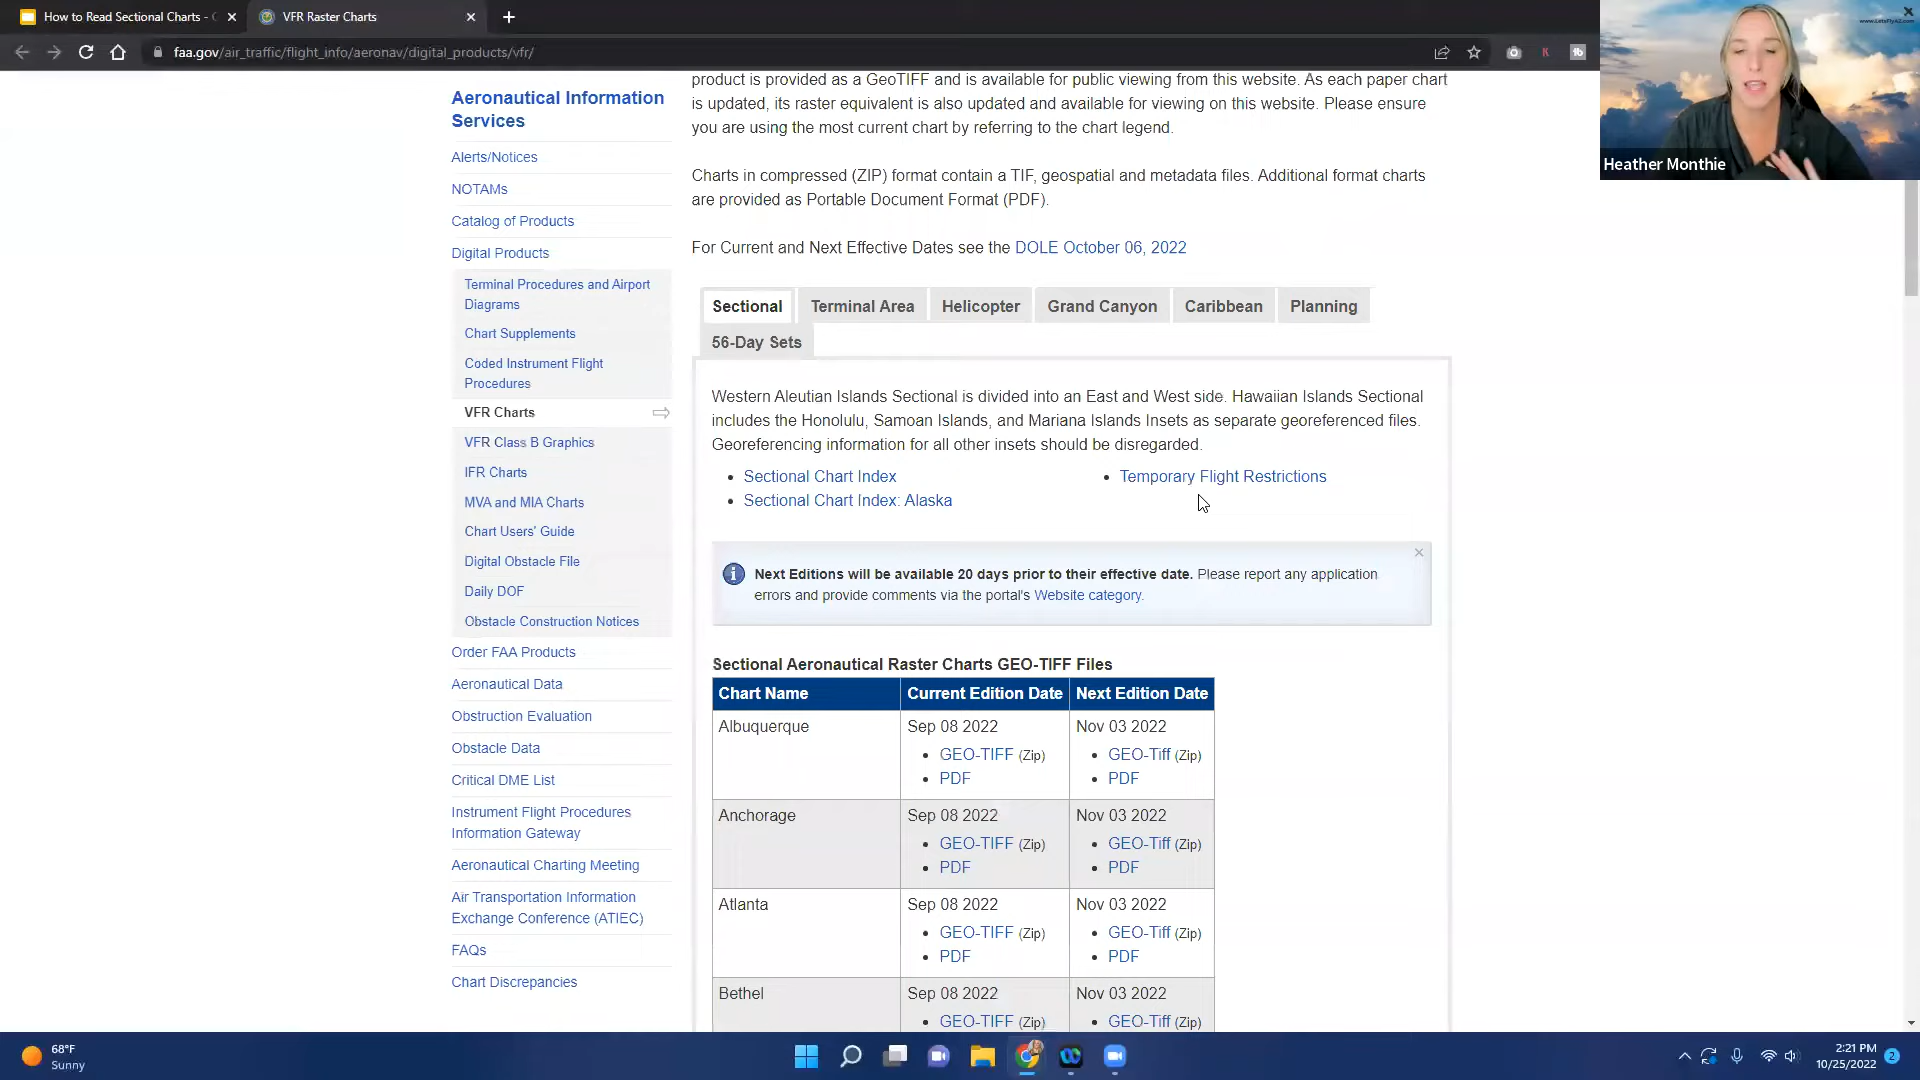 How to Read Sectional Charts -
VFR Raster Charts
faa.gov/air_traffic/flight_info/aeronav/digital_products/vfr/
Heather Monthie
Aeronautical Information
Services
Alerts/Notices
NOTAMs
Catalog of Products
Digital Products
Terminal Procedures and Airport
Diagrams
Chart Supplements
Coded Instrument Flight
Procedures
VFR Charts
VFR Class B Graphics
IFR Charts
MVA and MIA Charts
Chart Users' Guide
Digital Obstacle File
Daily DOF
Obstacle Construction Notices
Order FAA Products
Aeronautical Data
Obstruction Evaluation
Obstacle Data
Critical DME List
Instrument Flight Procedures
Information Gateway
Aeronautical Charting Meeting
Air Transportation Information
Exchange Conference (ATIEC)
FAQs
Chart Discrepancies
product is provided as a GeoTIFF and is available for public viewing from this website. As each paper chart
is updated, its raster equivalent is also updated and available for viewing on this website. Please ensure
you are using the most current chart by referring to the chart legend.
Charts in compressed (ZIP) format contain a TIF, geospatial and metadata files. Additional format charts
are provided as Portable Document Format (PDF).
For Current and Next Effective Dates see the DOLE October 06, 2022
Sectional Terminal Area Helicopter Grand Canyon Caribbean Planning
56-Day Sets
Western Aleutian Islands Sectional is divided into an East and West side. Hawaiian Islands Sectional
includes the Honolulu, Samoan Islands, and Mariana Islands Insets as separate georeferenced files.
Georeferencing information for all other insets should be disregarded.
• Sectional Chart Index • Temporary Flight Restrictions
• Sectional Chart Index: Alaska
Next Editions will be available 20 days prior to their effective date. Please report any application
errors and provide comments via the portal's Website category.
Sectional Aeronautical Raster Charts GEO-TIFF Files
Chart Name Current Edition Date Next Edition Date
Albuquerque Sep 08 2022 Nov 03 2022
• GEO-TIFF (Zip) • GEO-Tiff (Zip)
• PDF • PDF
Anchorage Sep 08 2022 Nov 03 2022
• GEO-TIFF (Zip) • GEO-Tiff (Zip)
• PDF • PDF
Atlanta Sep 08 2022 Nov 03 2022
• GEO-TIFF (Zip) • GEO-Tiff (Zip)
• PDF • PDF
Bethel Sep 08 2022 Nov 03 2022
• GEO-TIFF (Zip) • GEO-Tiff (Zip)
68°F
Sunny
2:21 PM
10/25/2022
2